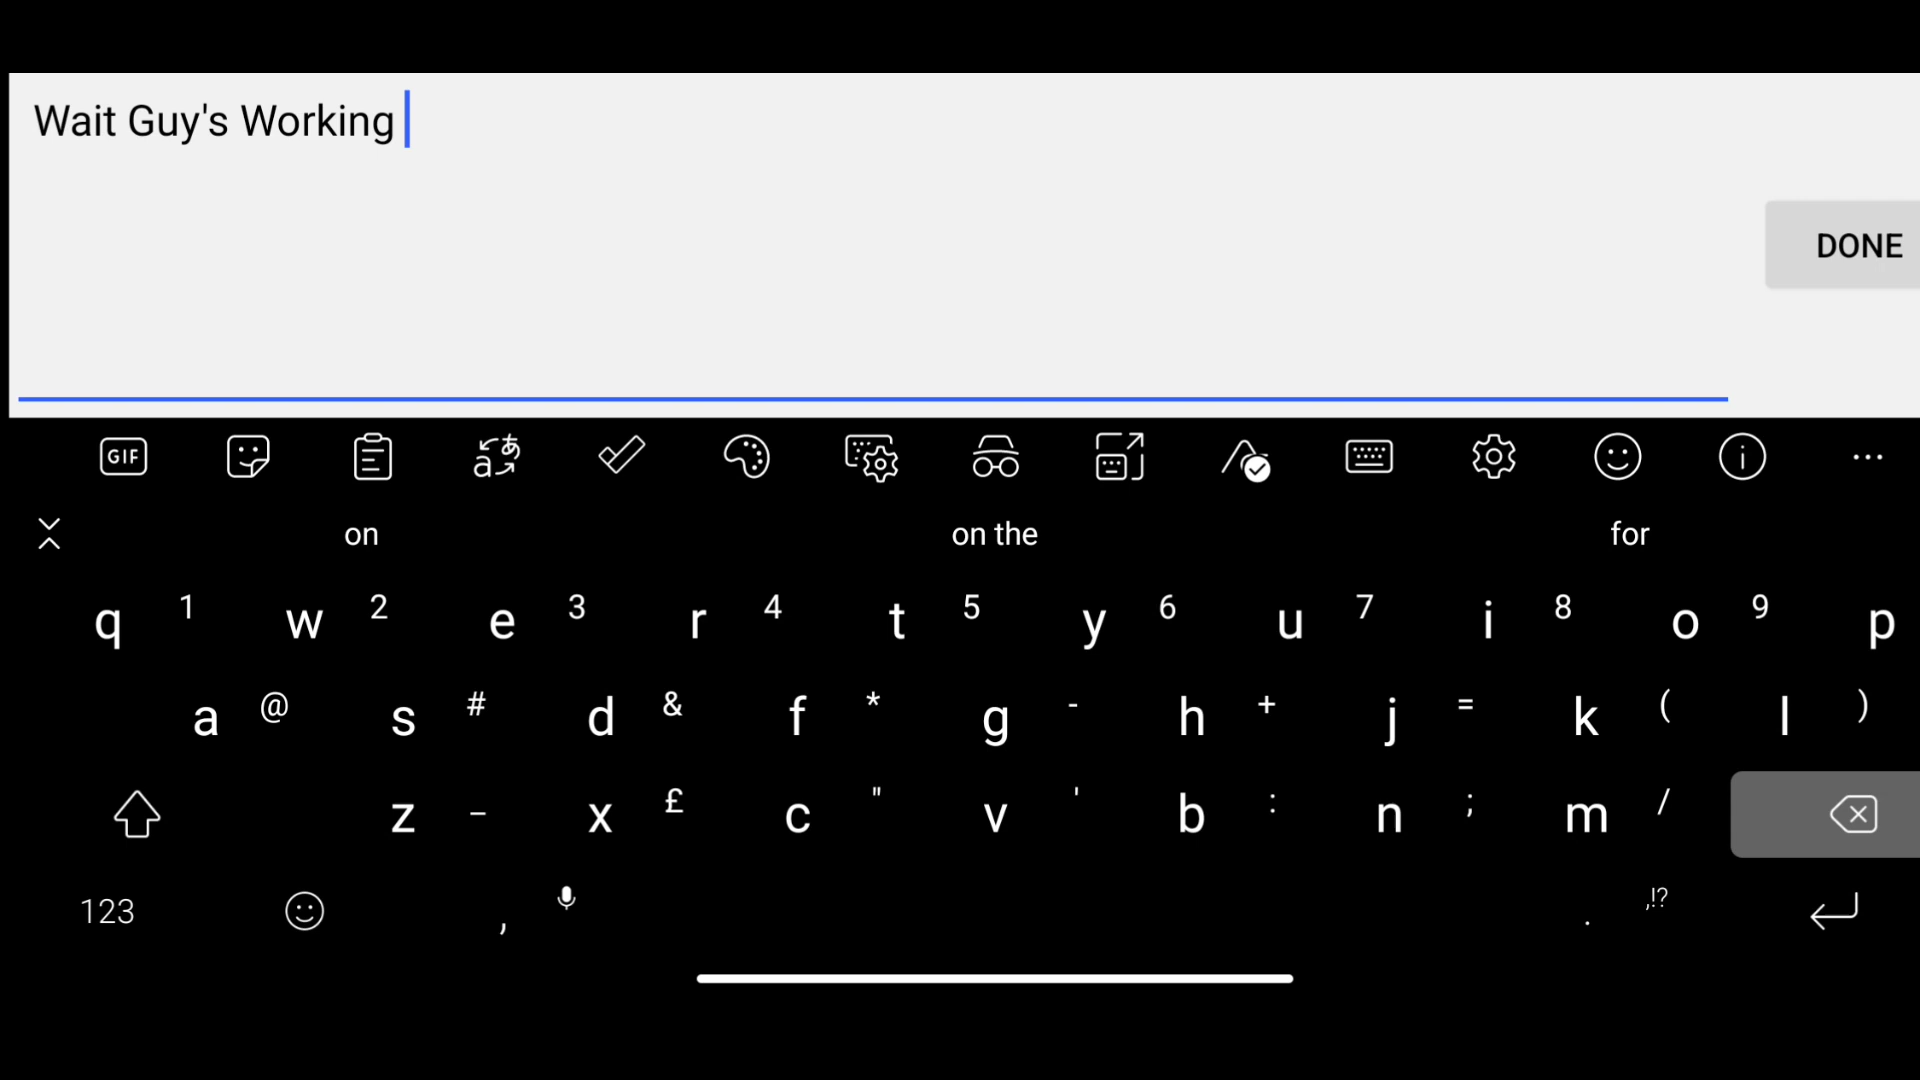 Wait Guy's Working
DONE
GIF
a あ
on on the for
q 1 w 2 e 3 r 4 t 5 y 6 u 7 i 8 o 9 p
a @ s # d & f * g - h + j = k ( l )
z _ x £ c " v ' b : n ; m /
123 , . ,!?